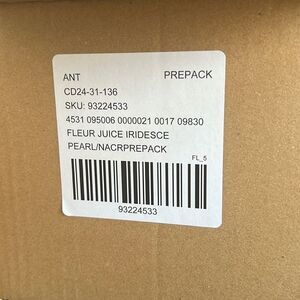 ANT PREPACK
CD24-31-136
SKU: 93224533
4531 095006 0000021 0017 09830
FLEUR JUICE IRIDESCE
PEARL/NACRPREPACK
FL_5
93224533